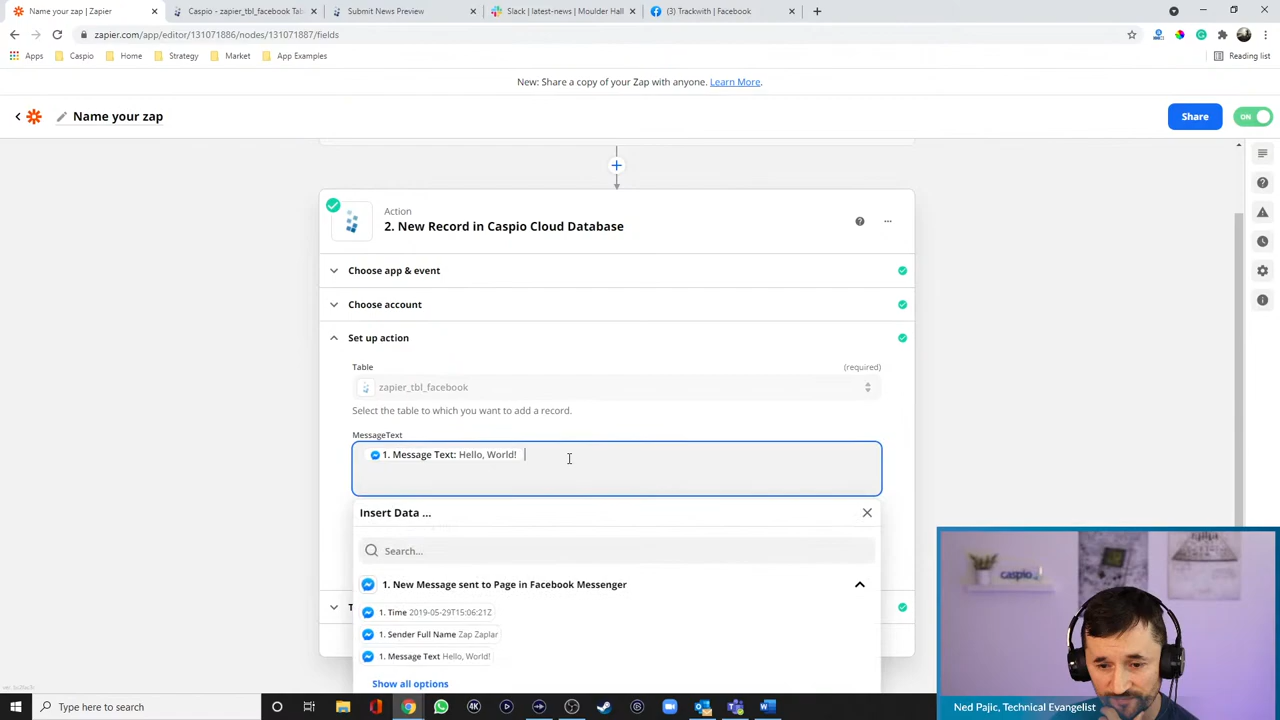 Name your zap | Zapier
Caspio - zapier_tbl_facebook Tab
Submit News Preview
Slack | latest-news | Moulder Hall
(3) Trackwith | Facebook
zapier.com/app/editor/131071886/nodes/131071887/fields
Apps
Caspio
Home
Strategy
Market
App Examples
Reading list
New: Share a copy of your Zap with anyone. Learn More.
Name your zap
Share
ON
Action
2. New Record in Caspio Cloud Database
Choose app & event
Choose account
Set up action
Table
(required)
zapier_tbl_facebook
Select the table to which you want to add a record.
MessageText
1. Message Text: Hello, World!
Insert Data ...
Search...
1. New Message sent to Page in Facebook Messenger
T
1. Time 2019-05-29T15:06:21Z
1. Sender Full Name Zap Zaplar
1. Message Text Hello, World!
Show all options
caspio
Type here to search
4K
Ned Pajic, Technical Evangelist